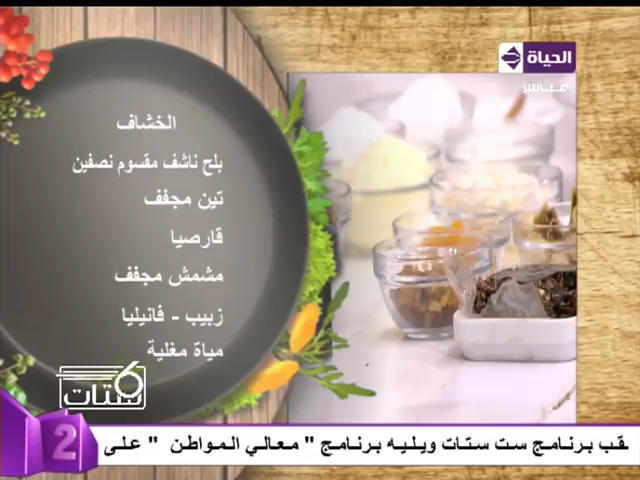 الحياة
مباشر
الخشاف
بلح ناشف مقسوم نصفين
تين مجفف
قارصيا
مشمش مجفف
زبيب - فانيليا
مياة مغلية
6 ستات
2
قب برنامج ست ستات ويليه برنامج " معالي المواطن " على